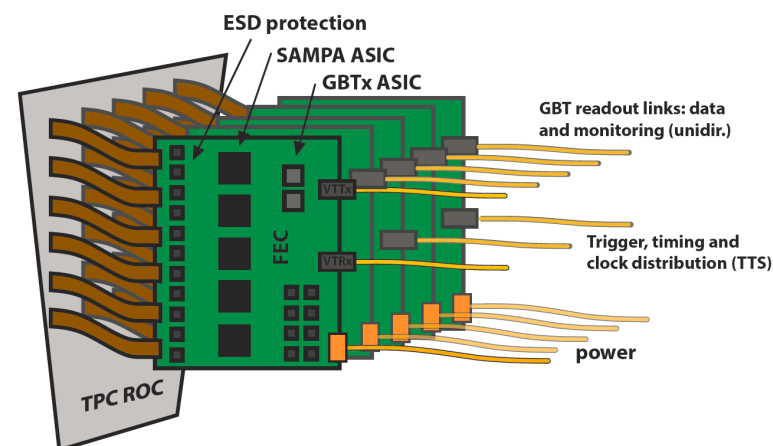 ESD protection
SAMPA ASIC
GBTx ASIC
GBT readout links: data
and monitoring (unidir.)
VTTx
FEC
VTRx
Trigger, timing and
clock distribution (TTS)
power
TPC ROC